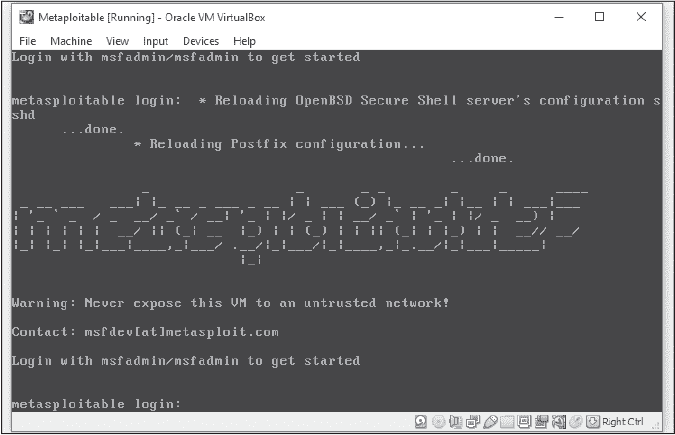 Metaploitable [Running] - Oracle VM VirtualBox
File Machine View Input Devices Help
Login with msfadmin/msfadmin to get started
metasploitable login: * Reloading OpenBSD Secure Shell server's configuration s
shd
...done.
* Reloading Postfix configuration...
...done.
metasploitable2
Warning: Never expose this VM to an untrusted network!
Contact: msfdev[at]metasploit.com
Login with msfadmin/msfadmin to get started
metasploitable login:
Right Ctrl